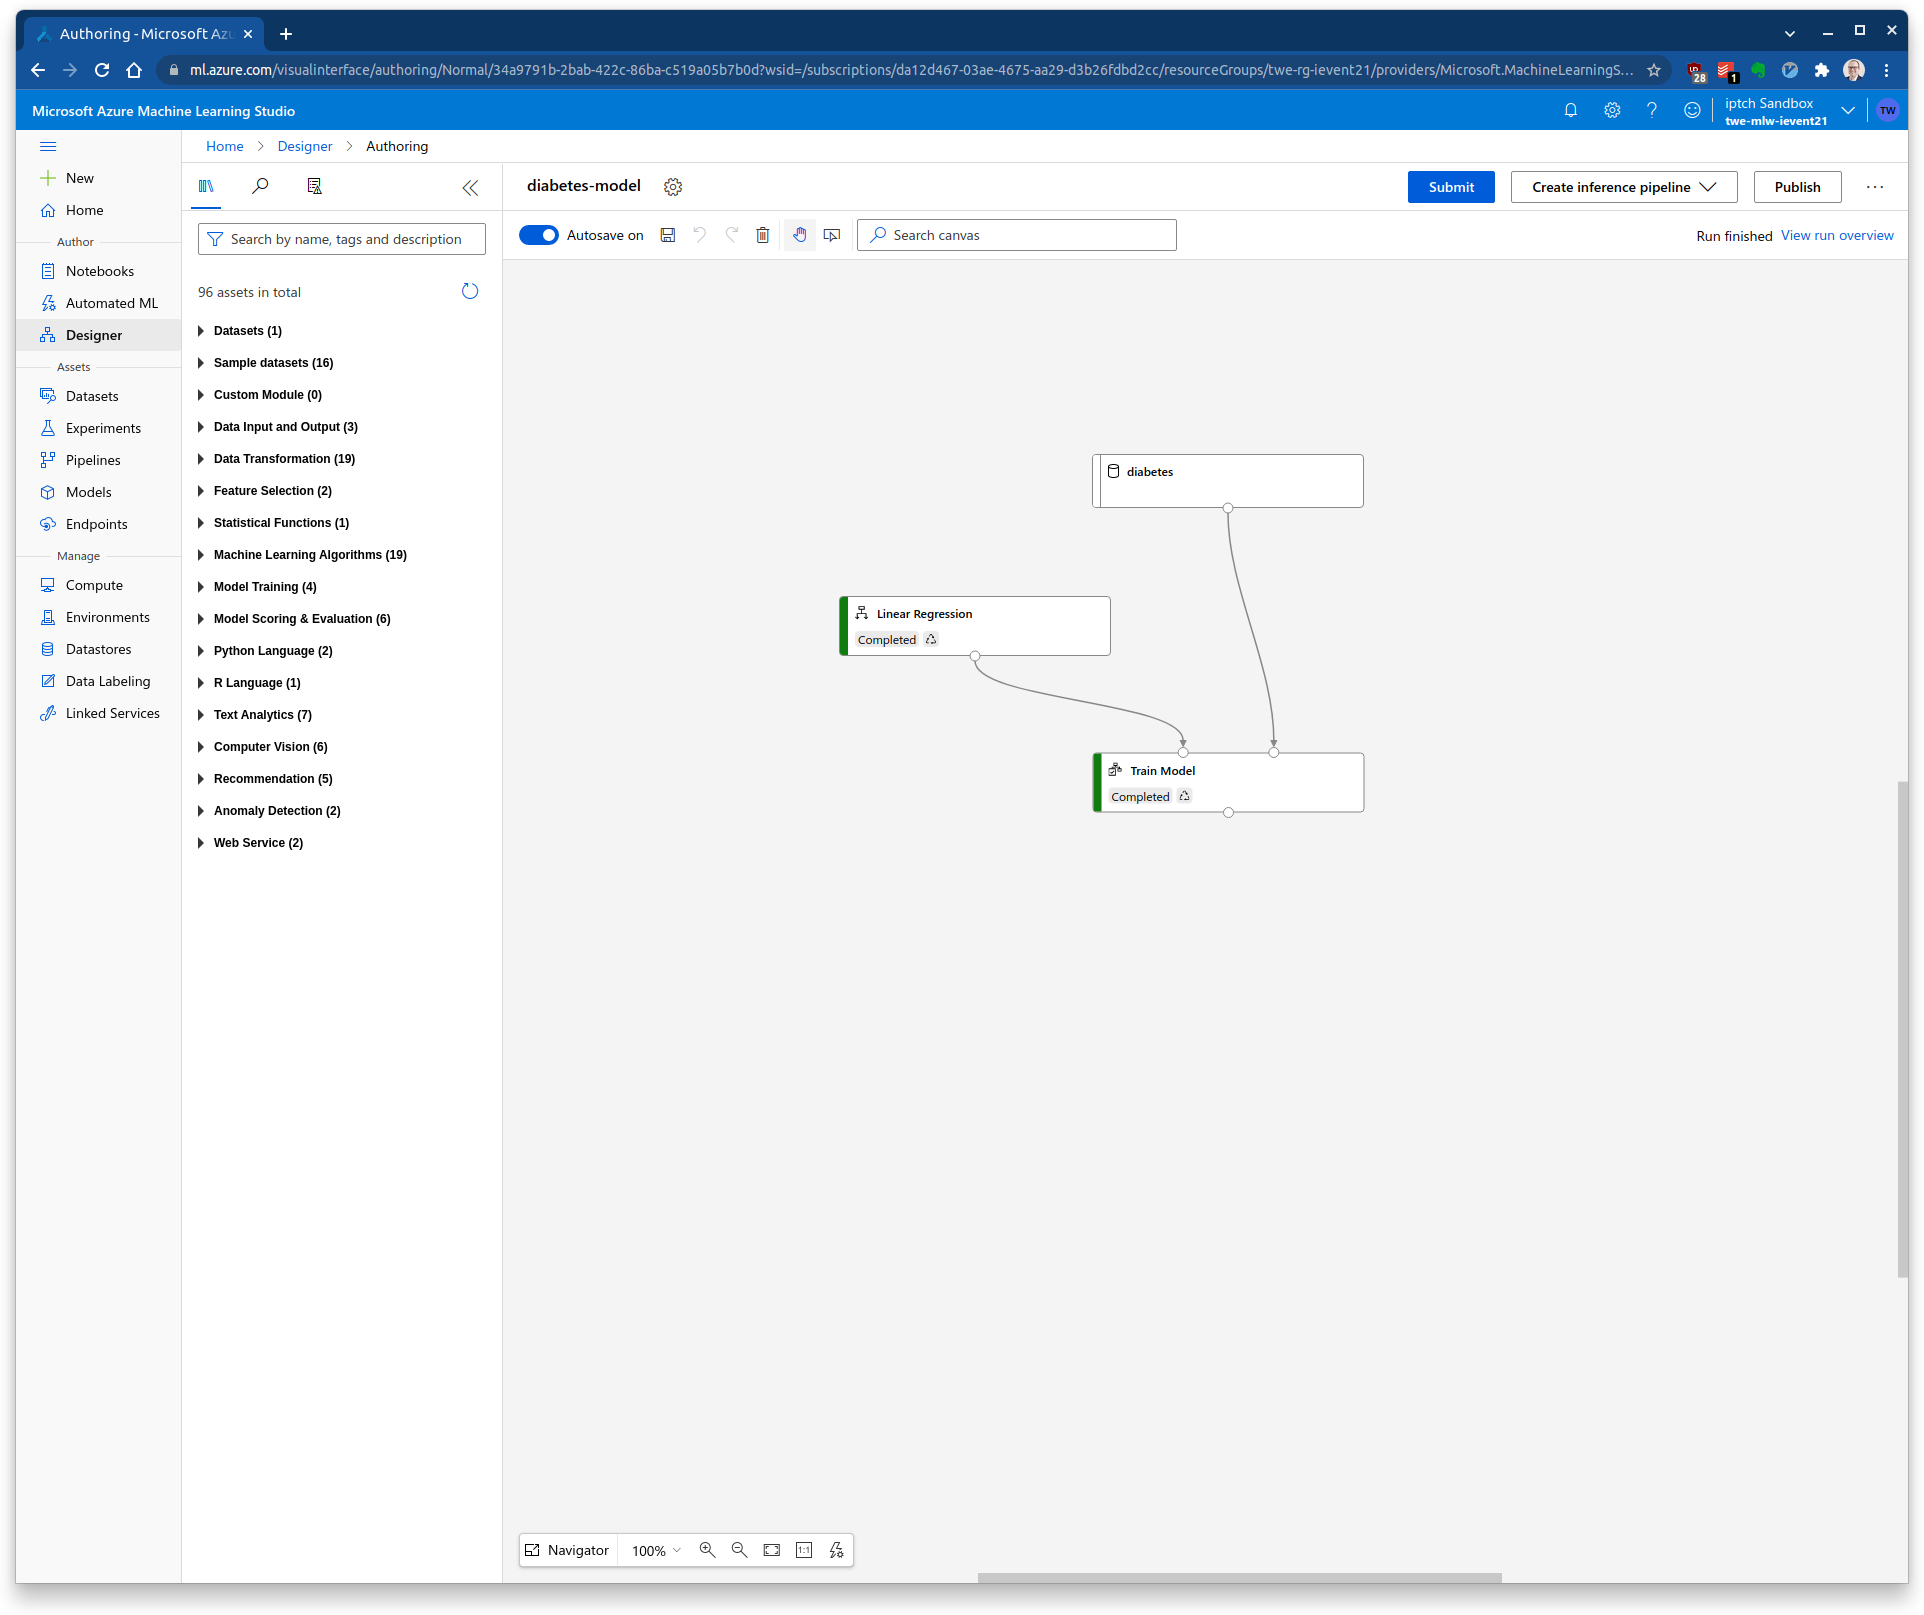 Authoring - Microsoft Azu
ml.azure.com/visualinterface/authoring/Normal/34a9791b-2bab-422c-86ba-c519a05b7b0d?wsid=/subscriptions/da12d467-03ae-4675-aa29-d3b26fdbd2cc/resourceGroups/twe-rg-ievent21/providers/Microsoft.MachineLearningS...
28
1
Microsoft Azure Machine Learning Studio
iptch Sandbox
twe-mlw-ievent21
TW
Home > Designer > Authoring
New
Home
Author
Notebooks
Automated ML
Designer
Assets
Datasets
Experiments
Pipelines
Models
Endpoints
Manage
Compute
Environments
Datastores
Data Labeling
Linked Services
Search by name, tags and description
96 assets in total
Datasets (1)
Sample datasets (16)
Custom Module (0)
Data Input and Output (3)
Data Transformation (19)
Feature Selection (2)
Statistical Functions (1)
Machine Learning Algorithms (19)
Model Training (4)
Model Scoring & Evaluation (6)
Python Language (2)
R Language (1)
Text Analytics (7)
Computer Vision (6)
Recommendation (5)
Anomaly Detection (2)
Web Service (2)
diabetes-model
Submit
Create inference pipeline
Publish
Autosave on
Search canvas
Run finished View run overview
diabetes
Linear Regression
Completed
Train Model
Completed
Navigator
100%
1:1